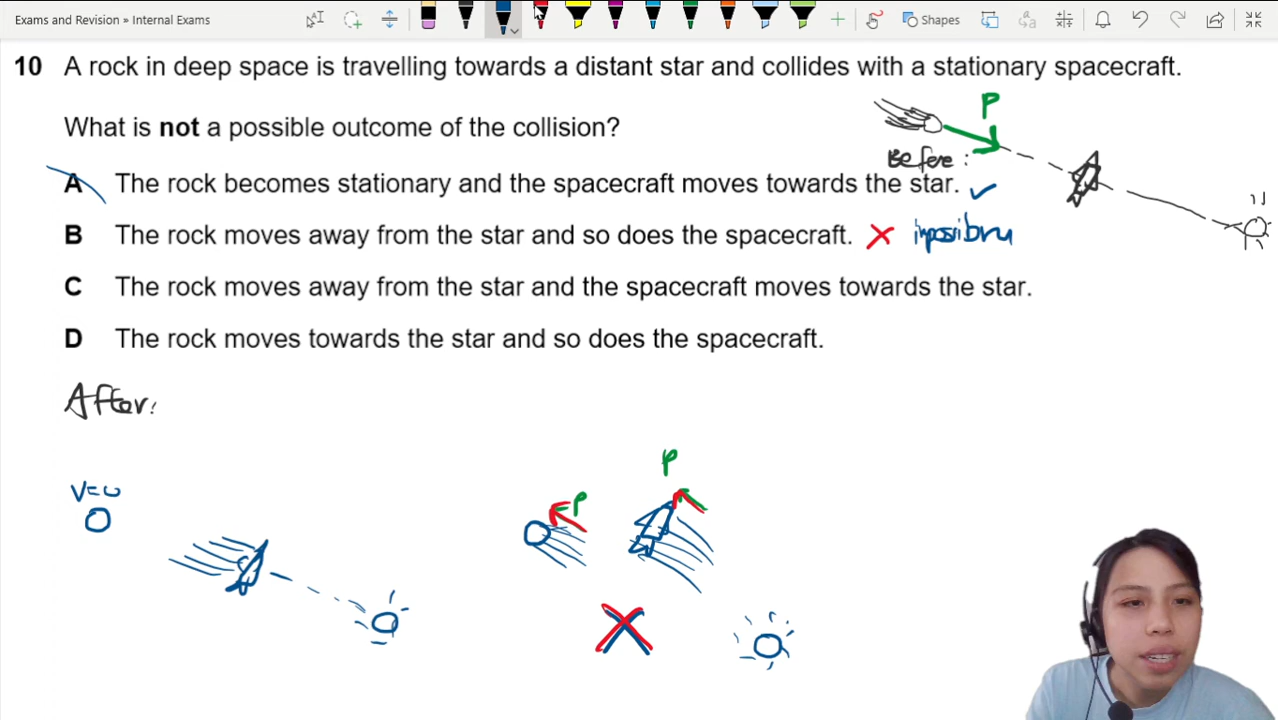 Exams and Revision » Internal Exams
Shapes
10 A rock in deep space is travelling towards a distant star and collides with a stationary spacecraft.
P
What is not a possible outcome of the collision?
Before :
A The rock becomes stationary and the spacecraft moves towards the star. ✓
B The rock moves away from the star and so does the spacecraft. ✗ impossibru
C The rock moves away from the star and the spacecraft moves towards the star.
D The rock moves towards the star and so does the spacecraft.
After:
P
V=0
P